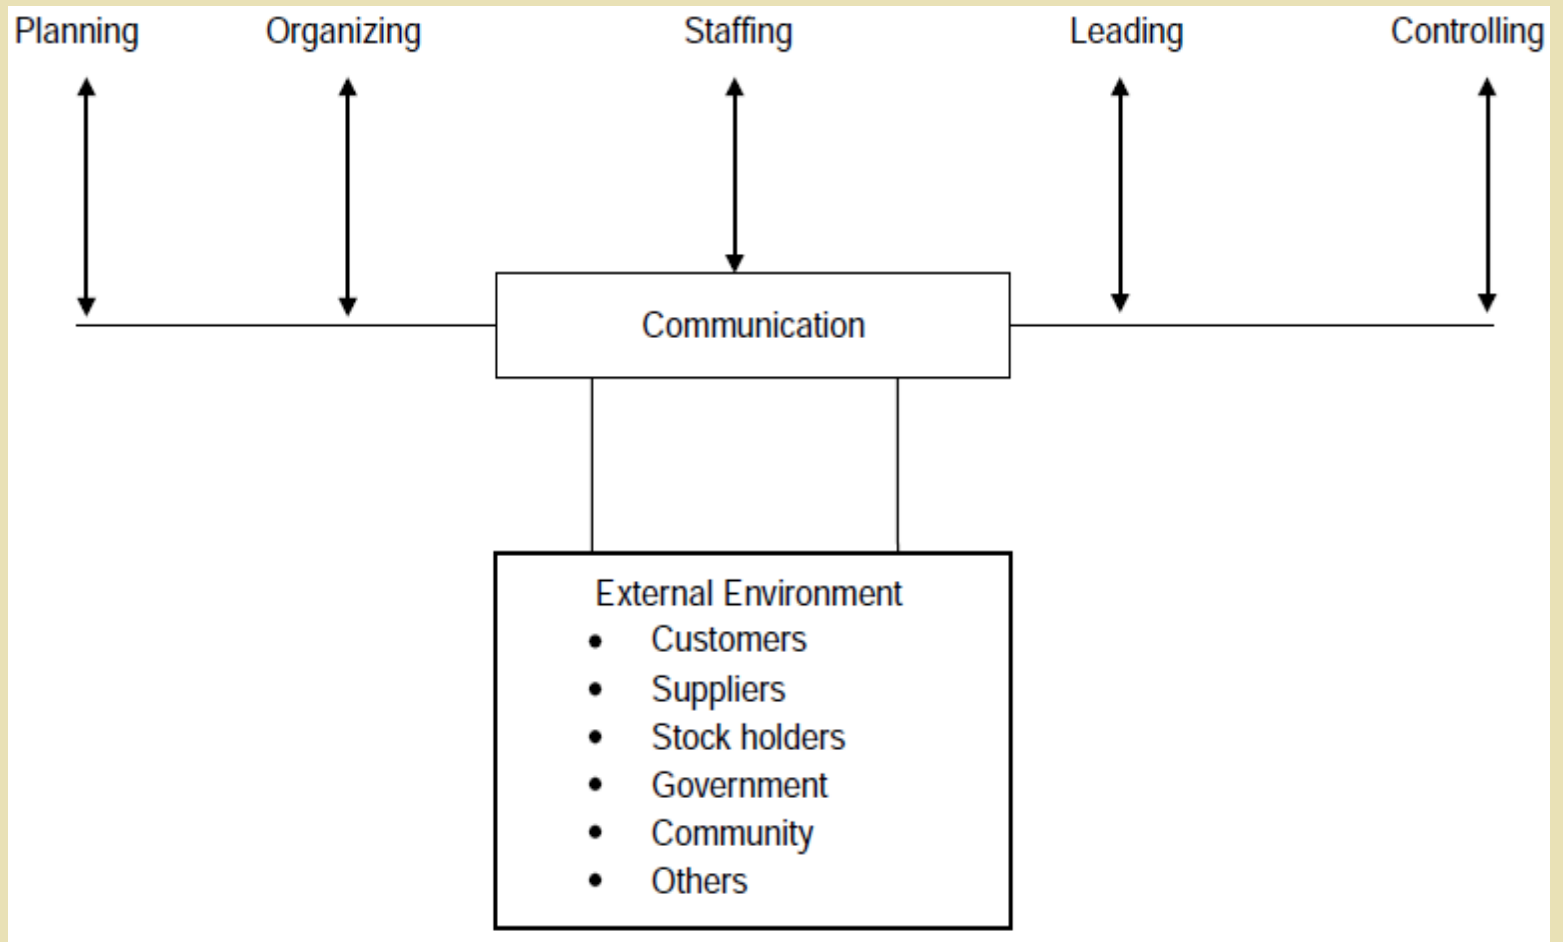 Planning Organizing Staffing Leading Controlling
Communication
External Environment
• Customers
• Suppliers
• Stock holders
• Government
• Community
• Others